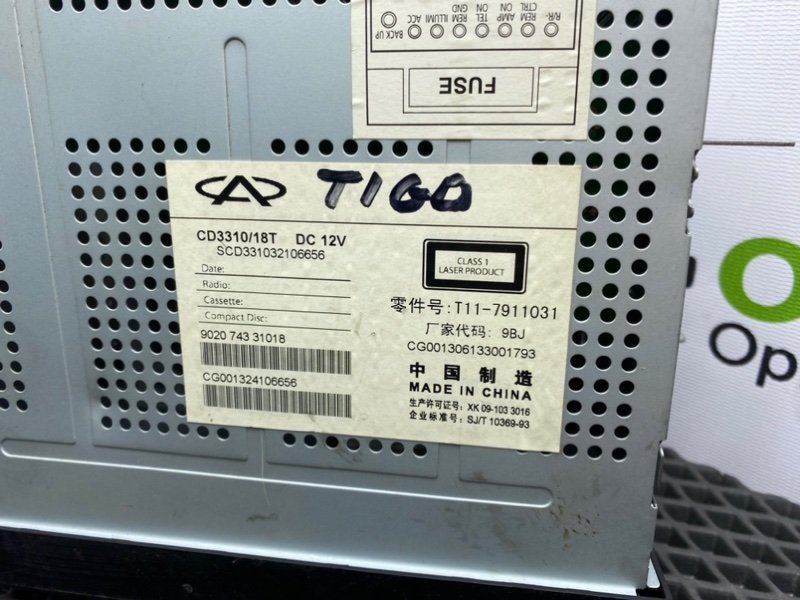 BACK UP
ACC
ILLUMI
REM GND
TEL ON
AMP ON
REM CTRL
R/R-
FUSE
TIGO
CD3310/18T DC 12V
SCD331032106656
Date:
Radio:
Cassette:
Compact Disc:
9020 743 31018
CG001324106656
CLASS 1
LASER PRODUCT
零件号:T11-7911031
厂家代码: 9BJ
CG001306133001793
中国制造
MADE IN CHINA
生产许可证号: XK 09-103 3016
企业标准号: SJ/T 10369-93
Op